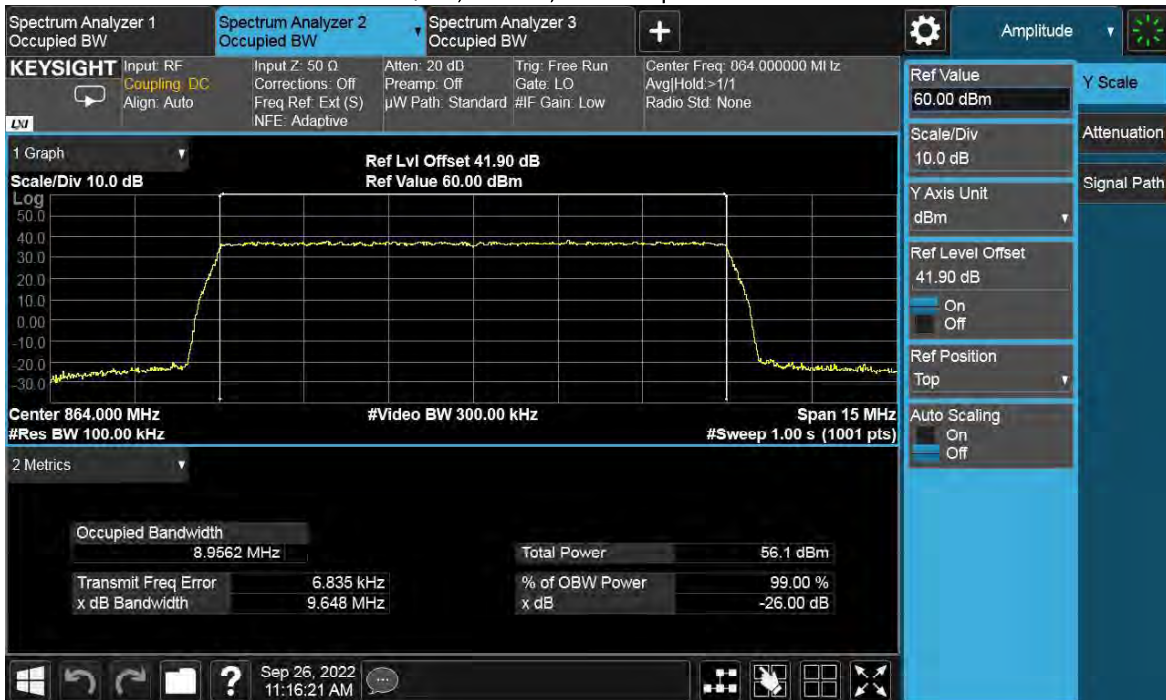 Spectrum Analyzer 1
Occupied BW
Spectrum Analyzer 2
Occupied BW
Spectrum Analyzer 3
Occupied BW
Amplitude
KEYSIGHT
Input: RF
Coupling: DC
Align: Auto
Input Z: 50 Ω
Corrections: Off
Freq Ref: Ext (S)
NFE: Adaptive
Atten: 20 dB
Preamp: Off
µW Path: Standard
Trig: Free Run
Gate: LO
#IF Gain: Low
Center Freq: 864.000000 MHz
Avg|Hold:>1/1
Radio Std: None
LXI
1 Graph
Ref Lvl Offset 41.90 dB
Scale/Div 10.0 dB
Ref Value 60.00 dBm
Log
50.0
40.0
30.0
20.0
10.0
0.00
-10.0
-20.0
-30.0
Center 864.000 MHz
#Video BW 300.00 kHz
Span 15 MHz
#Res BW 100.00 kHz
#Sweep 1.00 s (1001 pts)
2 Metrics
Occupied Bandwidth
8.9562 MHz
Total Power
56.1 dBm
Transmit Freq Error
6.835 kHz
% of OBW Power
99.00 %
x dB Bandwidth
9.648 MHz
x dB
-26.00 dB
Ref Value
60.00 dBm
Scale/Div
10.0 dB
Y Axis Unit
dBm
Ref Level Offset
41.90 dB
On
Off
Ref Position
Top
Auto Scaling
On
Off
Y Scale
Attenuation
Signal Path
?
Sep 26, 2022
11:16:21 AM